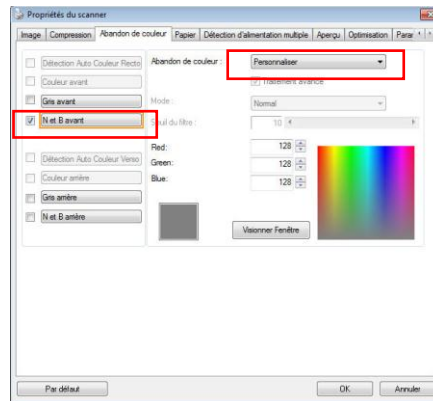 Propriétés du scanner
Image Compression Abandon de couleur Papier Détection d'alimentation multiple Aperçu Optimisation Parar
Détection Auto Couleur Recto
Abandon de couleur : Personnaliser
Couleur avant
Traitement avancé
Gris avant
Mode : Normal
N et B avant
Seuil du filtre : 10
Red: 128
Détection Auto Couleur Verso
Green: 128
Couleur arrière
Blue: 128
Gris arrière
N et B arrière
Visionner Fenêtre
Par défaut OK Annuler